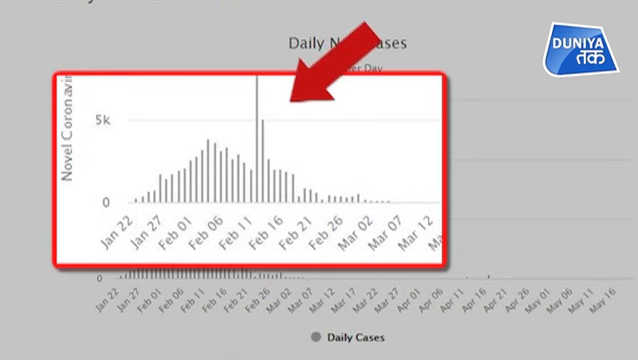 Daily N Cases
er Day
DUNIYA
तक
Novel Coronavir
5k
0
Jan 22
Jan 27
Feb 01
Feb 06
Feb 11
Feb 16
Feb 21
Feb 26
Mar 02
Mar 07
Mar 12
Ma
0
Jan 22
Jan 27
Feb 01
Feb 06
Feb 11
Feb 16
Feb 21
Feb 26
Mar 02
Mar 07
Mar 12
Mar 17
Mar 22
Mar 27
Apr 01
Apr 06
Apr 11
Apr 16
Apr 21
Apr 26
May 01
May 06
May 11
May 16
Daily Cases